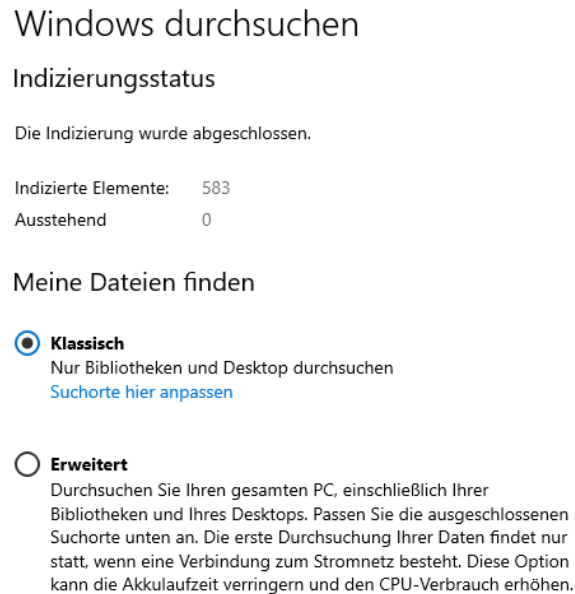 Windows durchsuchen
Indizierungsstatus
Die Indizierung wurde abgeschlossen.
Indizierte Elemente: 583
Ausstehend 0
Meine Dateien finden
Klassisch
Nur Bibliotheken und Desktop durchsuchen
Suchorte hier anpassen
Erweitert
Durchsuchen Sie Ihren gesamten PC, einschließlich Ihrer
Bibliotheken und Ihres Desktops. Passen Sie die ausgeschlossenen
Suchorte unten an. Die erste Durchsuchung Ihrer Daten findet nur
statt, wenn eine Verbindung zum Stromnetz besteht. Diese Option
kann die Akkulaufzeit verringern und den CPU-Verbrauch erhöhen.